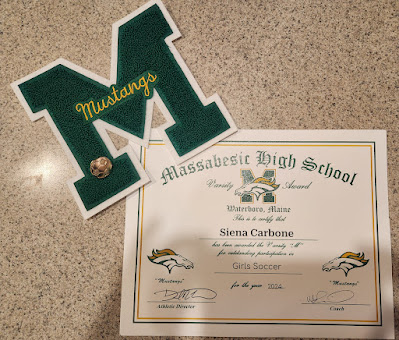 M
Mustangs
Massabesic High School
Varsity Award
M
Waterboro, Maine
This is to certify that
Siena Carbone
has been awarded the Varsity "M"
for outstanding participation in
Girls Soccer
for the year 2024
"Mustangs" "Mustangs"
Athletic Director Coach